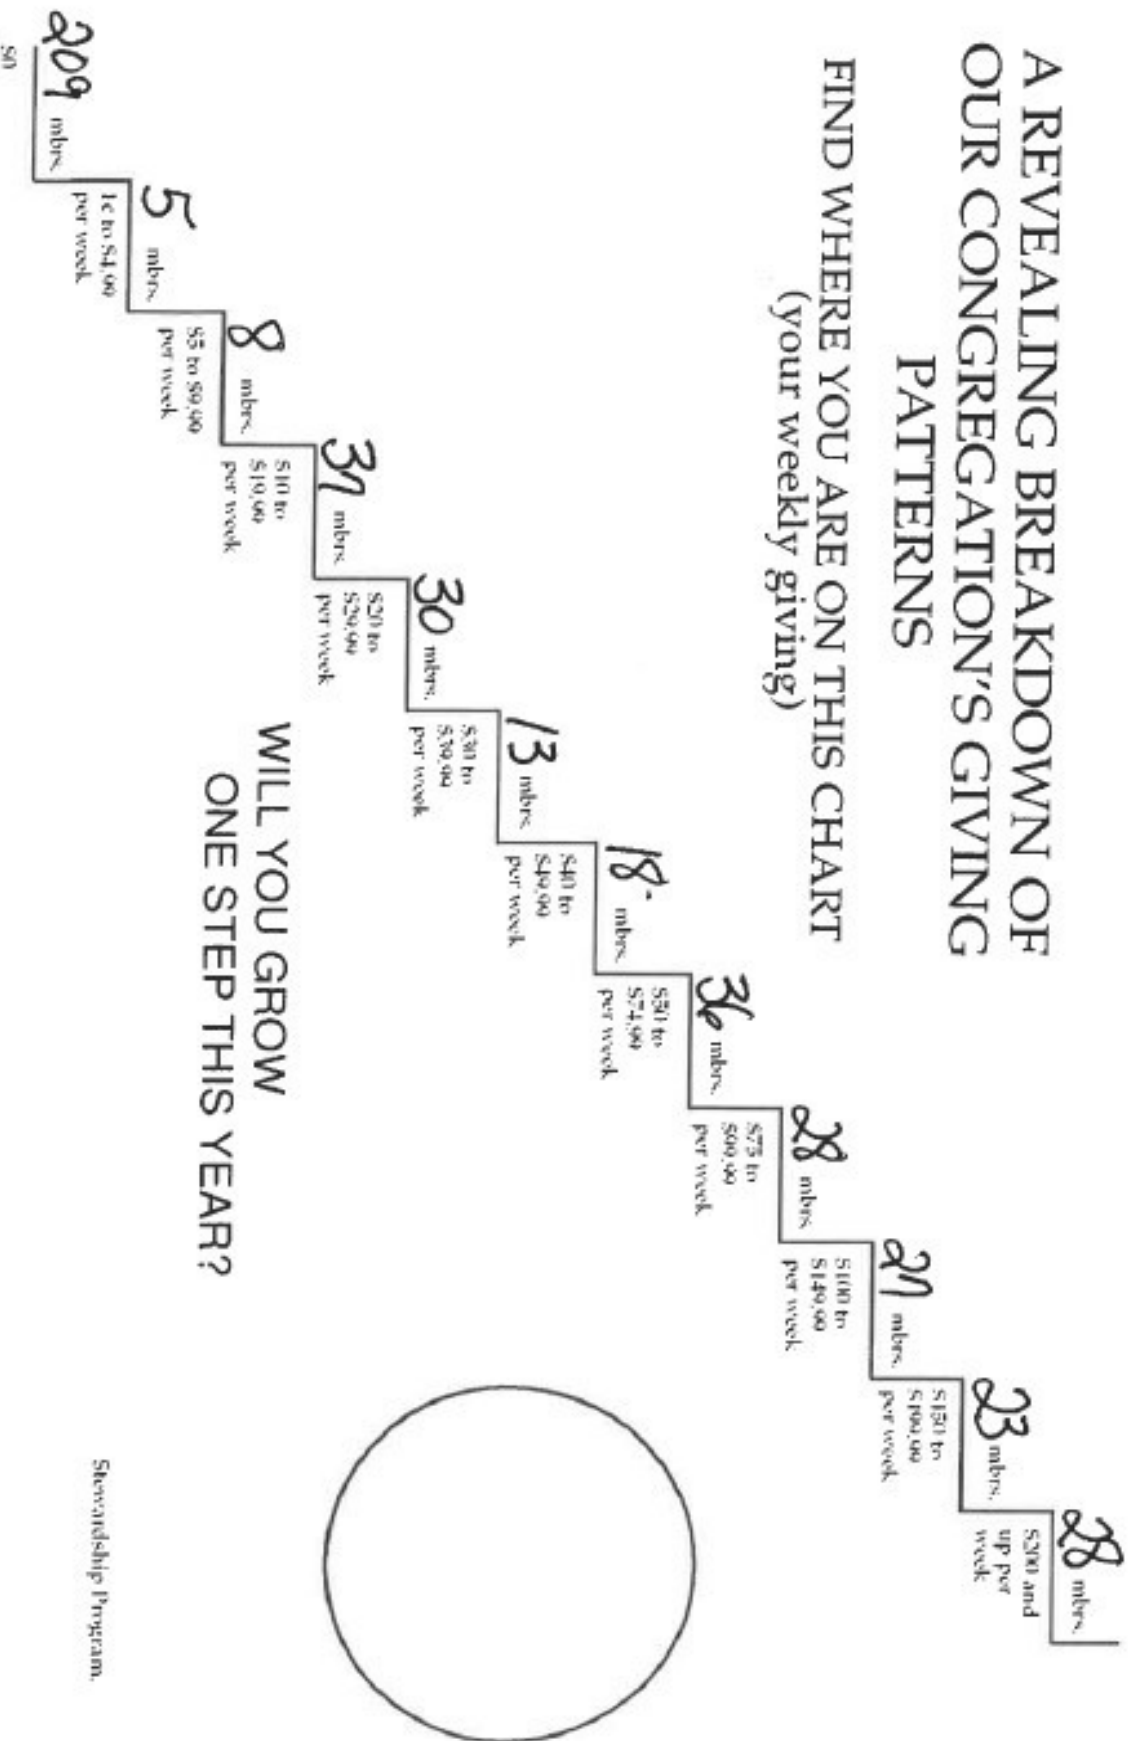 A REVEALING BREAKDOWN OF
OUR CONGREGATION'S GIVING
PATTERNS
FIND WHERE YOU ARE ON THIS CHART
(your weekly giving)
209 mbrs.
$0
5 mbrs.
1c to $4.99
per week
8 mbrs.
$5 to $9.99
per week
37 mbrs.
$10 to
$19.99
per week
30 mbrs.
$20 to
$29.99
per week
13 mbrs.
$30 to
$39.99
per week
18 mbrs.
$40 to
$49.99
per week
36 mbrs.
$50 to
$74.99
per week
28 mbrs.
$75 to
$99.99
per week
27 mbrs.
$100 to
$149.99
per week
23 mbrs.
$150 to
$199.99
per week
28 mbrs.
$200 and
up per
week
WILL YOU GROW
ONE STEP THIS YEAR?
Stewardship Program.